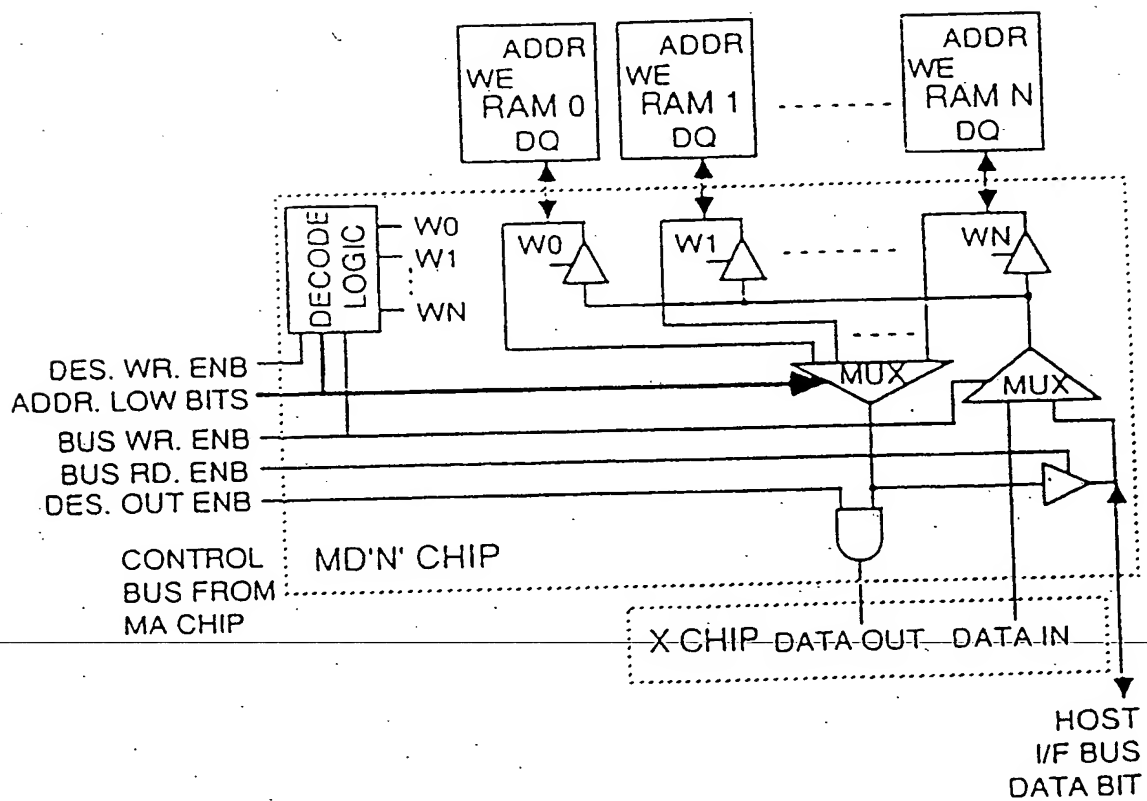 ADDR
WE
RAM 0
DQ
ADDR
WE
RAM 1
DQ
ADDR
WE
RAM N
DQ
DECODE
LOGIC
W0
W1
WN
W0
W1
WN
MUX
MUX
DES. WR. ENB
ADDR. LOW BITS
BUS WR. ENB
BUS RD. ENB
DES. OUT ENB
CONTROL
BUS FROM
MA CHIP
MD'N' CHIP
X CHIP DATA OUT DATA IN
HOST
I/F BUS
DATA BIT